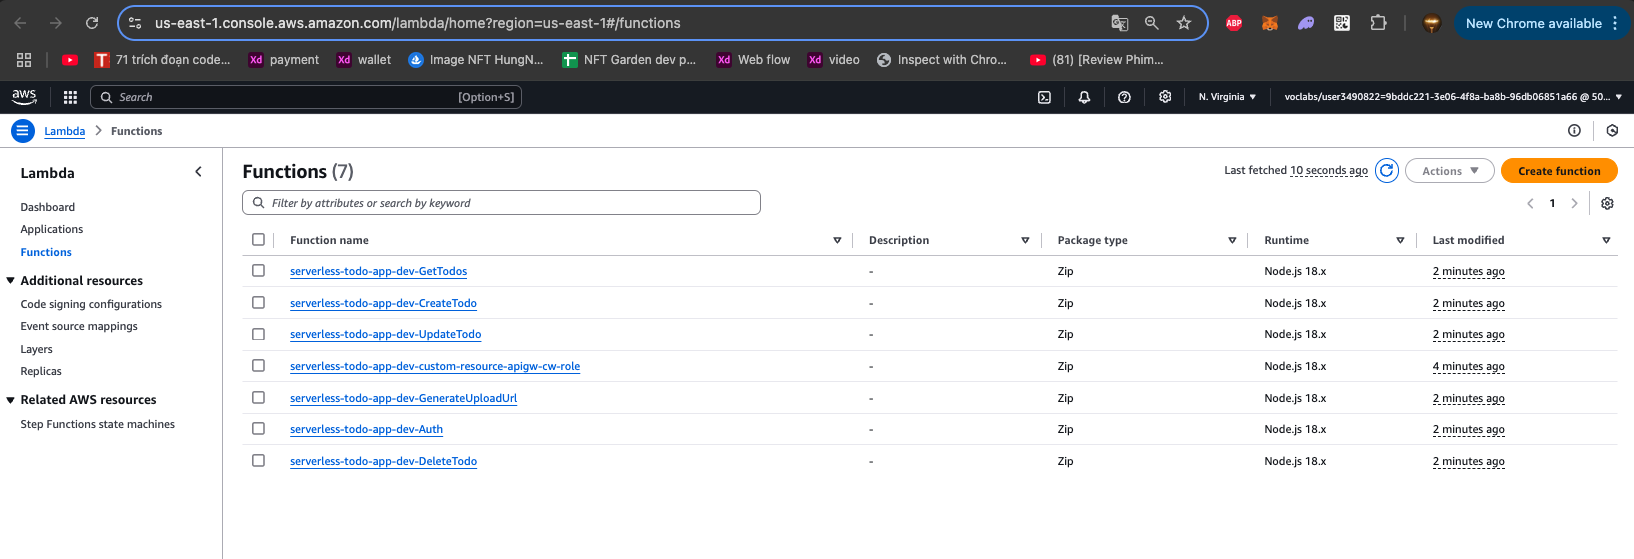 us-east-1.console.aws.amazon.com/lambda/home?region=us-east-1#/functions
ABP
New Chrome available
71 trích đoạn code...
Xd payment
Xd wallet
Image NFT HungN...
NFT Garden dev p...
Xd Web flow
Xd video
Inspect with Chro...
(81) [Review Phim...
aws
Search
[Option+S]
N. Virginia
voclabs/user3490822=9bddc221-3e06-4f8a-ba8b-96db06851a66 @ 50...
Lambda > Functions
Lambda
Dashboard
Applications
Functions
Additional resources
Code signing configurations
Event source mappings
Layers
Replicas
Related AWS resources
Step Functions state machines
Functions (7)
Last fetched 10 seconds ago
Actions
Create function
Filter by attributes or search by keyword
1
Function name Description Package type Runtime Last modified
serverless-todo-app-dev-GetTodos - Zip Node.js 18.x 2 minutes ago
serverless-todo-app-dev-CreateTodo - Zip Node.js 18.x 2 minutes ago
serverless-todo-app-dev-UpdateTodo - Zip Node.js 18.x 2 minutes ago
serverless-todo-app-dev-custom-resource-apigw-cw-role - Zip Node.js 18.x 4 minutes ago
serverless-todo-app-dev-GenerateUploadUrl - Zip Node.js 18.x 2 minutes ago
serverless-todo-app-dev-Auth - Zip Node.js 18.x 2 minutes ago
serverless-todo-app-dev-DeleteTodo - Zip Node.js 18.x 2 minutes ago